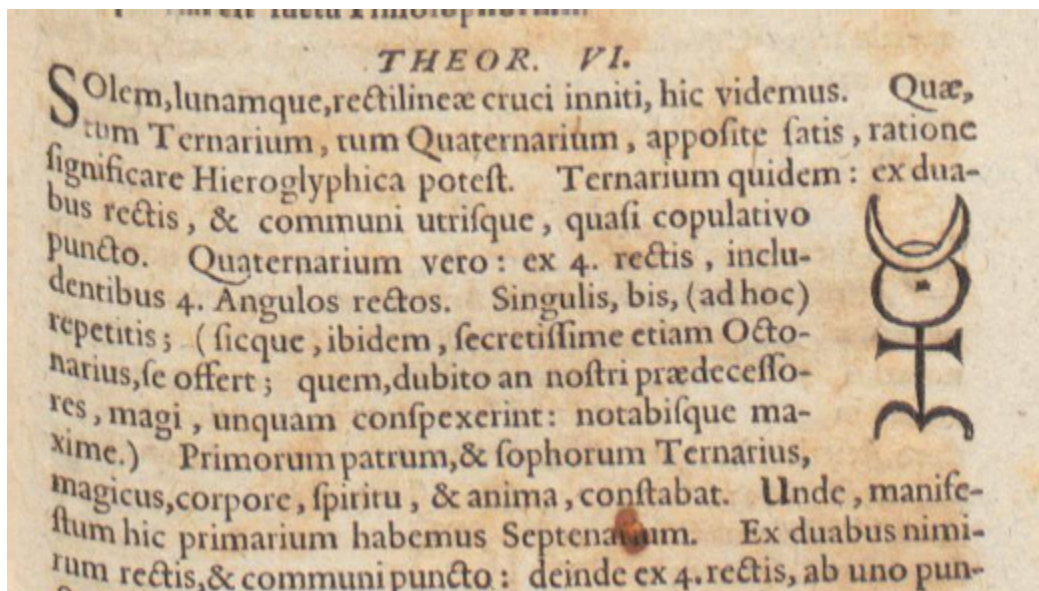 THEOR. VI.
SOlem,lunamque,rectilineæ cruci inniti, hic videmus. Quæ,
tum Ternarium, tum Quaternarium, apposite satis, ratione
significare Hieroglyphica potest. Ternarium quidem: ex dua-
bus rectis, & communi utrisque, quasi copulativo
puncto. Quaternarium vero: ex 4. rectis, inclu-
dentibus 4. Angulos rectos. Singulis, bis, (ad hoc)
repetitis; (sicque, ibidem, secretissime etiam Octo-
narius,se offert; quem,dubito an nostri prædecesso-
res, magi, unquam conspexerint: notabisque ma-
xime.) Primorum patrum,& sophorum Ternarius,
magicus,corpore, spiritu, & anima, constabat. Unde, manife-
stum hic primarium habemus Septenarium. Ex duabus nimi-
rum rectis,& communi puncto: deinde ex 4. rectis, ab uno pun-